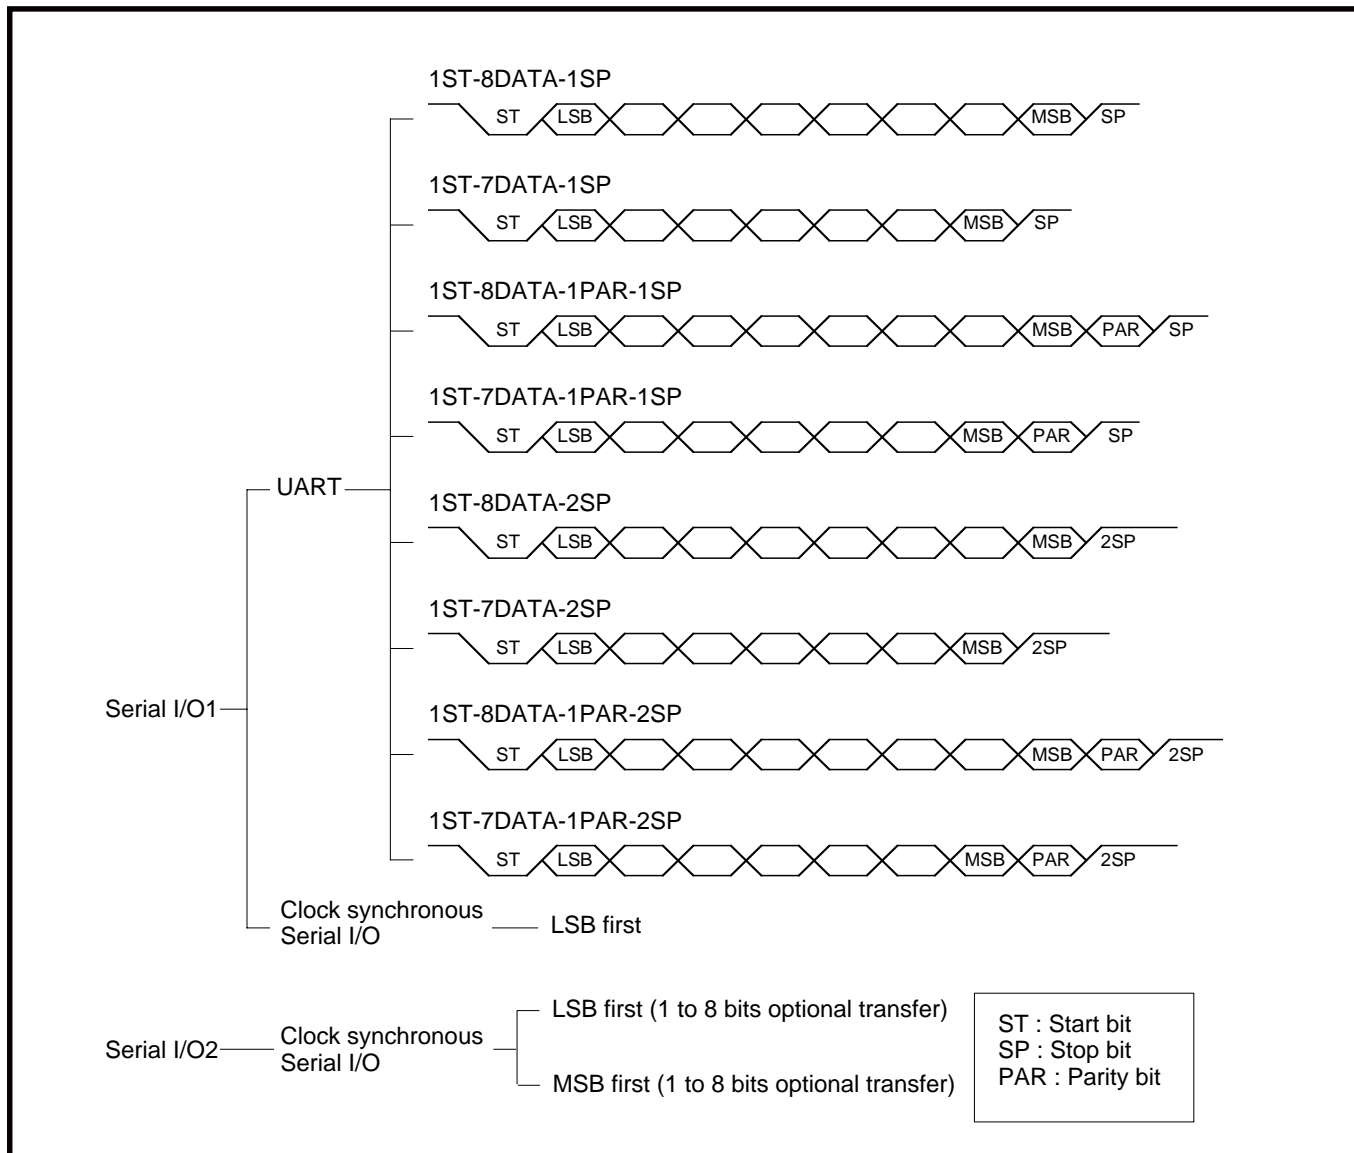 1ST-8DATA-1SP
ST LSB MSB SP
1ST-7DATA-1SP
ST LSB MSB SP
1ST-8DATA-1PAR-1SP
ST LSB MSB PAR SP
1ST-7DATA-1PAR-1SP
ST LSB MSB PAR SP
UART
1ST-8DATA-2SP
ST LSB MSB 2SP
1ST-7DATA-2SP
ST LSB MSB 2SP
Serial I/O1
1ST-8DATA-1PAR-2SP
ST LSB MSB PAR 2SP
1ST-7DATA-1PAR-2SP
ST LSB MSB PAR 2SP
Clock synchronous
Serial I/O
LSB first
Serial I/O2
Clock synchronous
Serial I/O
LSB first (1 to 8 bits optional transfer)
MSB first (1 to 8 bits optional transfer)
ST : Start bit
SP : Stop bit
PAR : Parity bit